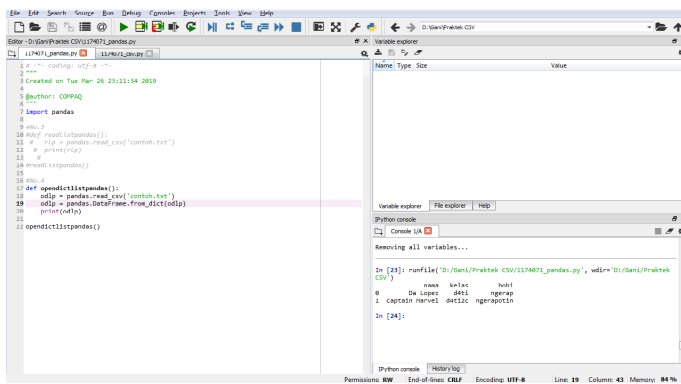 File Edit Search Source Run Debug Consoles Projects Tools View Help
D:\Gani\Praktek CSV
Editor - D:\Gani\Praktek CSV\1174071_pandas.py
1174071_pandas.py 1174071_csv.py
1 # -*- coding: utf-8 -*-
2 """
3 Created on Tue Mar 26 23:11:34 2019
4
5 @author: COMPAQ
6 """
7 import pandas
8
9 #No.3
10 #def readlistpandas():
11 # rlp = pandas.read_csv('contoh.txt')
12 # print(rlp)
13 #
14 #readlistpandas()
15
16 #No.4
17 def opendictlistpandas():
18 odlp = pandas.read_csv('contoh.txt')
19 odlp = pandas.DataFrame.from_dict(odlp)
20 print(odlp)
21
22 opendictlistpandas()
Variable explorer
Name Type Size Value
Variable explorer File explorer Help
IPython console
Console 1/A
Removing all variables...
In [23]: runfile('D:/Gani/Praktek CSV/1174071_pandas.py', wdir='D:/Gani/Praktek
CSV')
nama kelas hobi
0 Da Lopez d4ti ngerap
1 Captain Marvel d4ti2c ngerapotin
In [24]:
IPython console History log
Permissions: RW End-of-lines: CRLF Encoding: UTF-8 Line: 19 Column: 43 Memory: 84 %